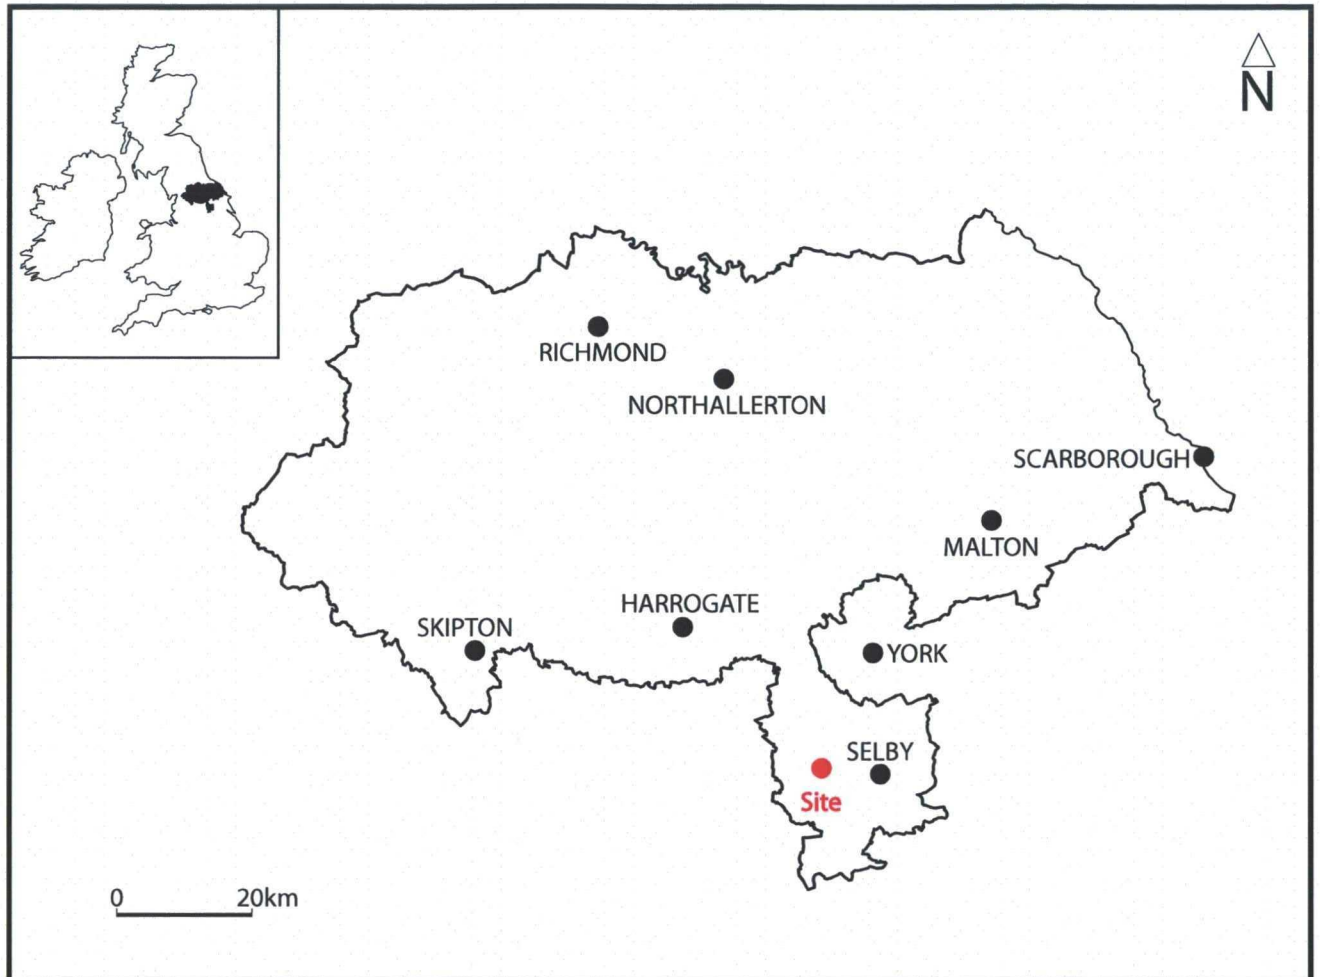 N
RICHMOND
NORTHALLERTON
SCARBOROUGH
MALTON
HARROGATE
SKIPTON
YORK
SELBY
Site
0 20km